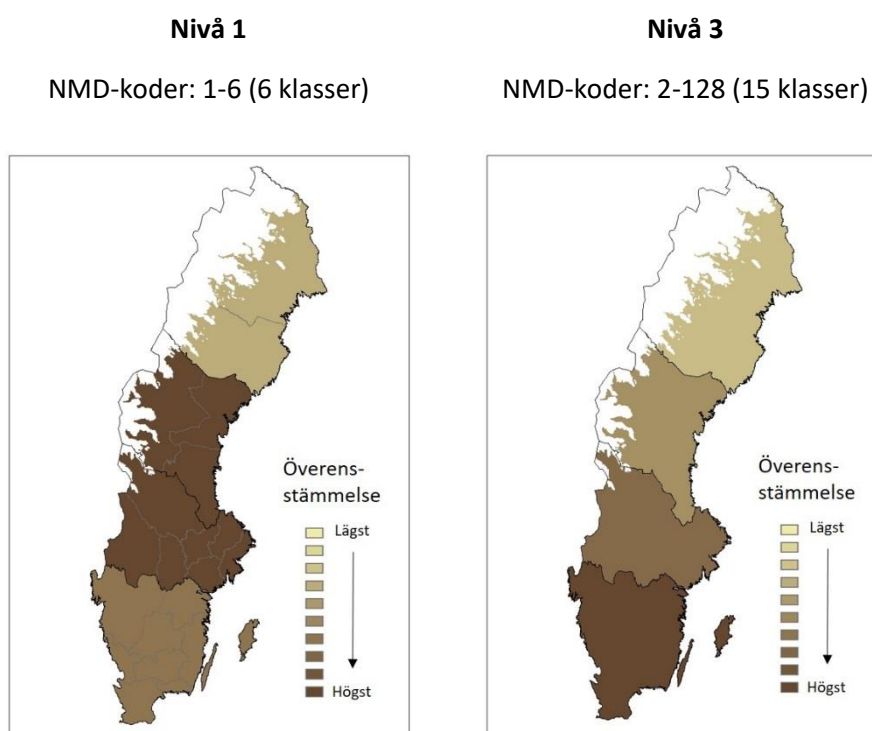 Nivå 1
NMD-koder: 1-6 (6 klasser)
Överens-
stämmelse
Lägst
Högst
Nivå 3
NMD-koder: 2-128 (15 klasser)
Överens-
stämmelse
Lägst
Högst